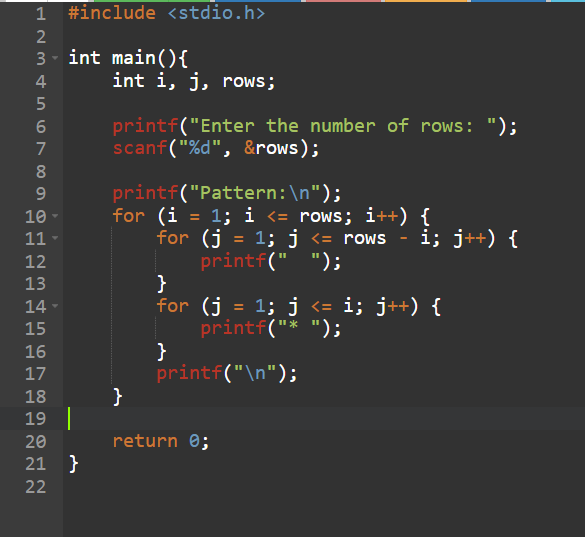 1 #include <stdio.h>
2
3 int main(){
4     int i, j, rows;
5
6     printf("Enter the number of rows: ");
7     scanf("%d", &rows);
8
9     printf("Pattern:\n");
10     for (i = 1; i <= rows; i++) {
11         for (j = 1; j <= rows - i; j++) {
12             printf("  ");
13         }
14         for (j = 1; j <= i; j++) {
15             printf("* ");
16         }
17         printf("\n");
18     }
19
20     return 0;
21 }
22